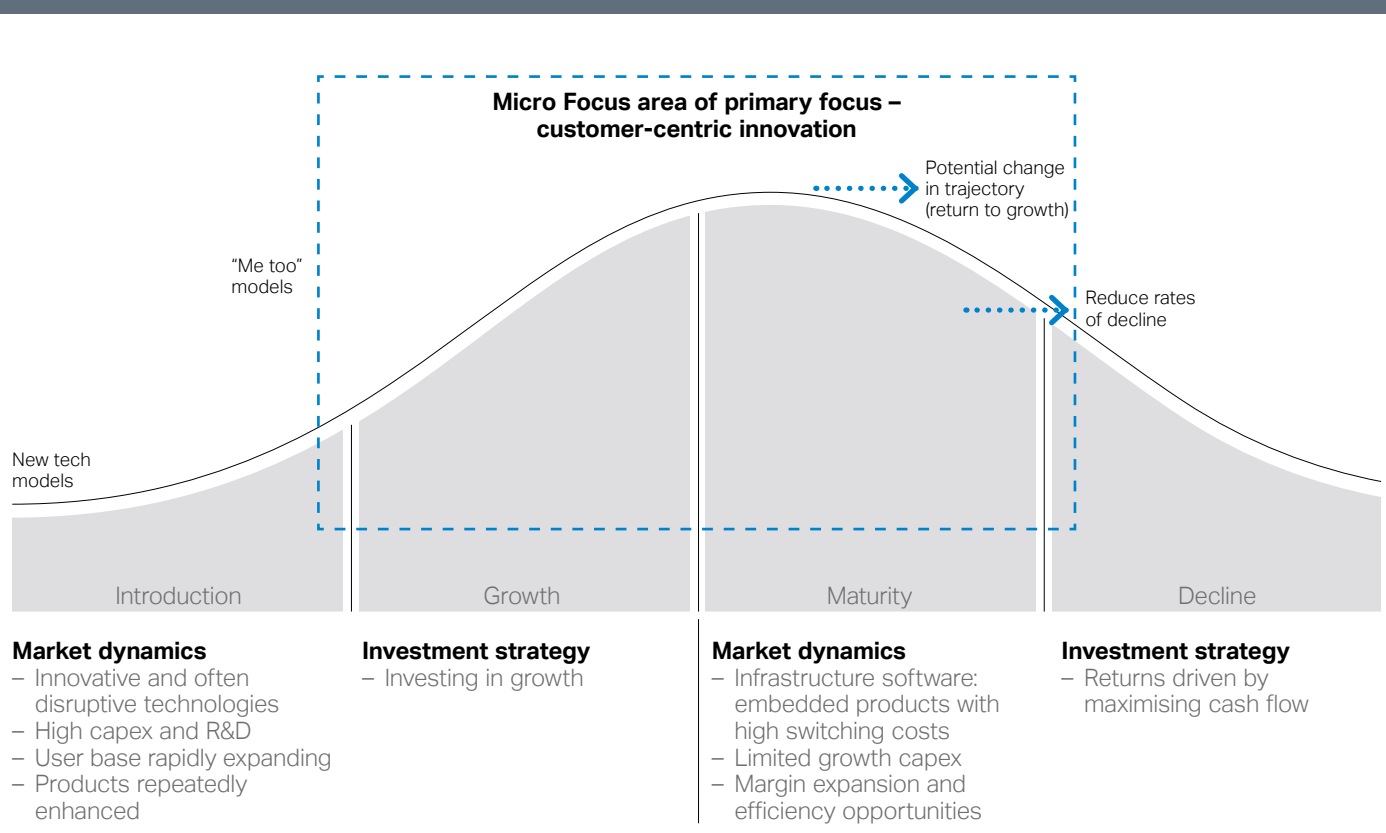 Micro Focus area of primary focus –
customer-centric innovation
Potential change
in trajectory
(return to growth)
“Me too”
models
Reduce rates
of decline
New tech
models
Introduction
Growth
Maturity
Decline
Market dynamics
– Innovative and often
disruptive technologies
– High capex and R&D
– User base rapidly expanding
– Products repeatedly
enhanced
Investment strategy
– Investing in growth
Market dynamics
– Infrastructure software:
embedded products with
high switching costs
– Limited growth capex
– Margin expansion and
efficiency opportunities
Investment strategy
– Returns driven by
maximising cash flow